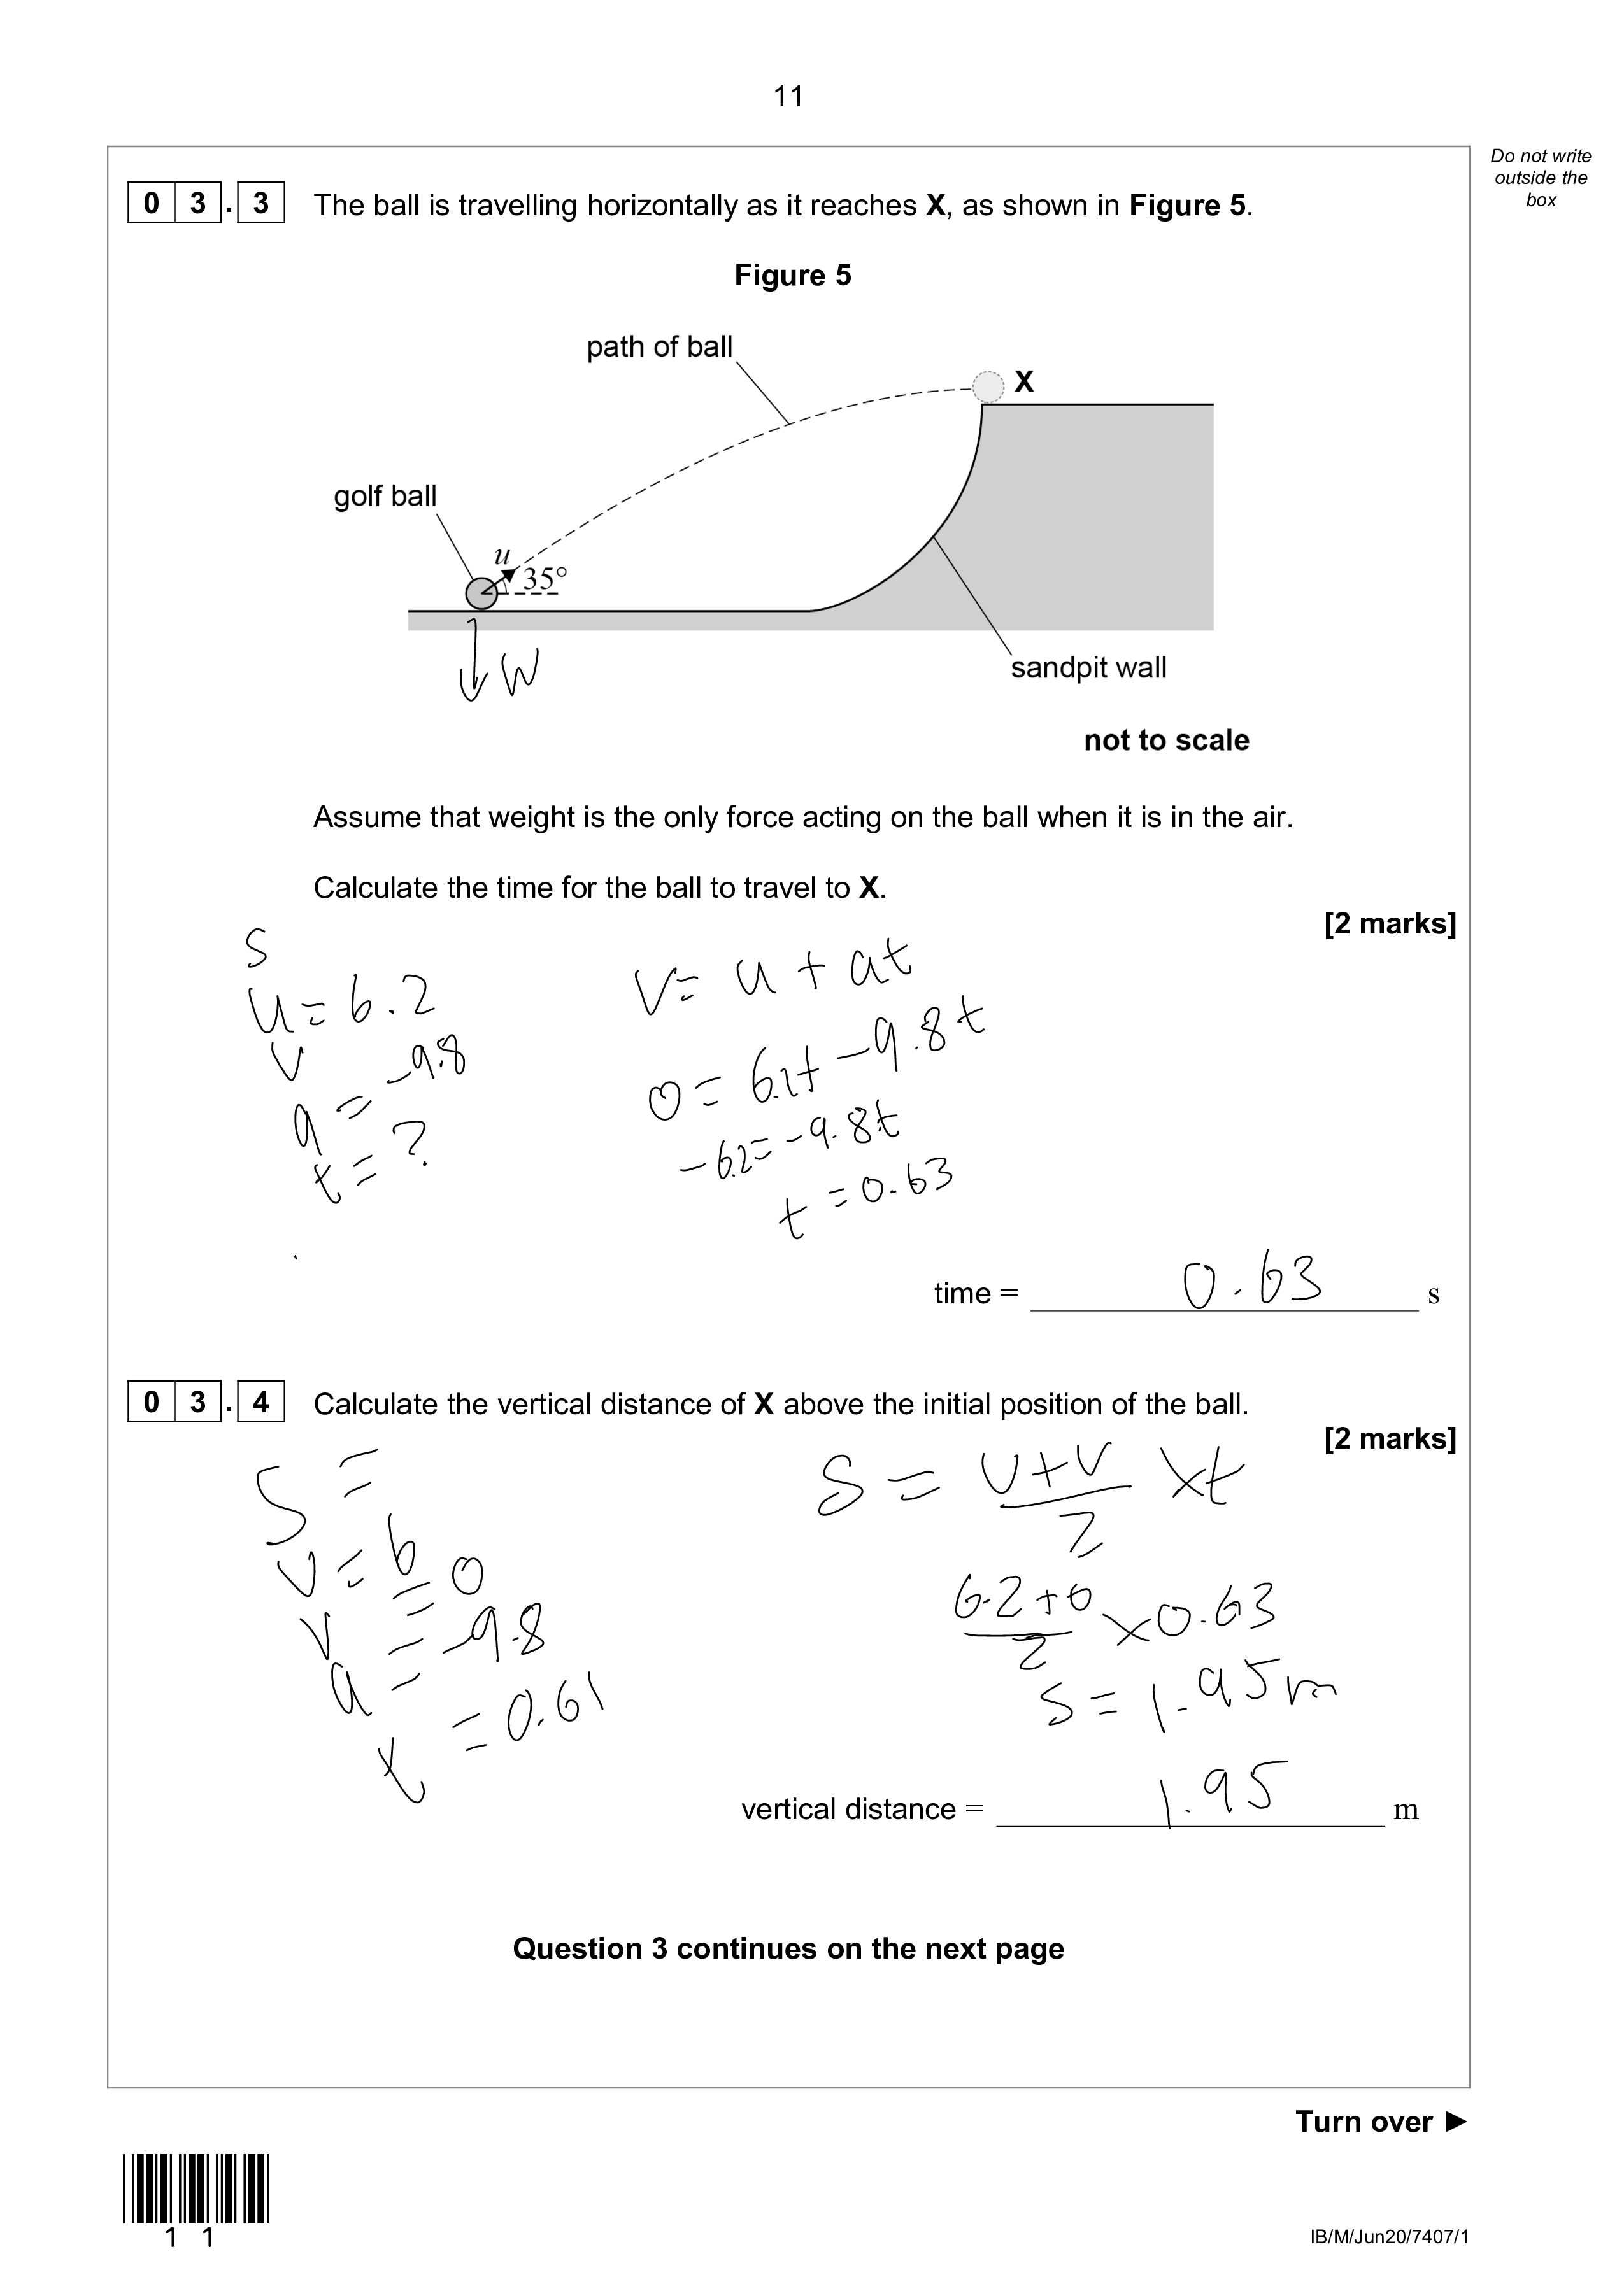 11
Do not write
outside the
box
0 3 . 3 The ball is travelling horizontally as it reaches X, as shown in Figure 5.
Figure 5
path of ball
X
golf ball
u
35°
W
sandpit wall
not to scale
Assume that weight is the only force acting on the ball when it is in the air.
Calculate the time for the ball to travel to X.
[2 marks]
s
u = 6.2
v
a = -9.8
t = ?
v = u + at
0 = 6.2+ -9.8t
-6.2 = -9.8t
t = 0.63
time = 0.63 s
0 3 . 4 Calculate the vertical distance of X above the initial position of the ball.
[2 marks]
S =
u = 6
v = 0
a = -9.8
t = 0.61
S = u+v/2 xt
6.2+0/2 x0.63
s = 1.95m
vertical distance = 1.95 m
Question 3 continues on the next page
Turn over ►
1 1
IB/M/Jun20/7407/1